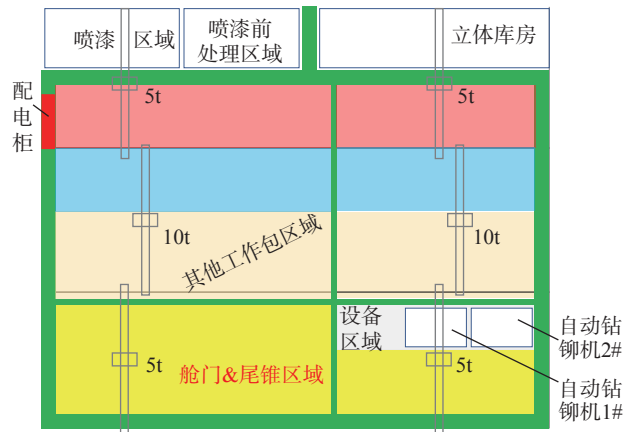 喷漆 区域
喷漆前
处理区域
立体库房
配
电
柜
5t
5t
10t
10t
其他工作包区域
设备
区域
自动钻
铆机2#
5t
舱门&尾锥区域
5t
自动钻
铆机1#